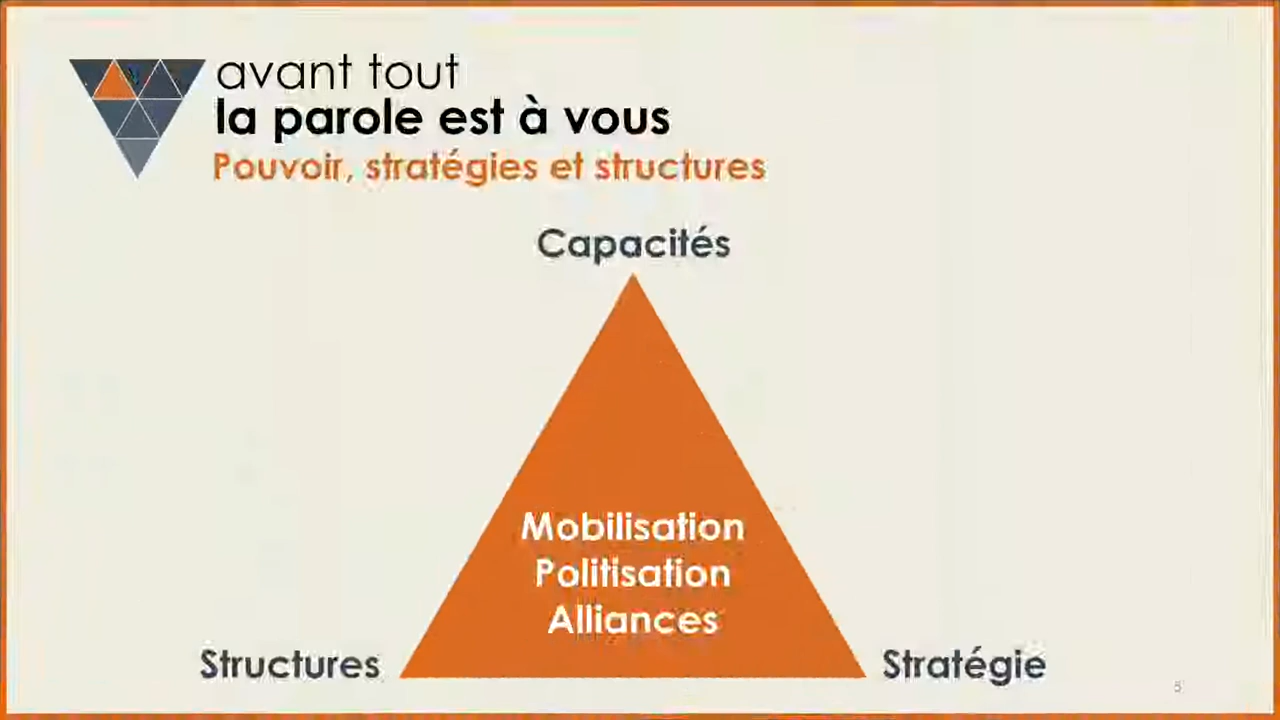 avant tout
la parole est à vous
Pouvoir, stratégies et structures
Capacités
Mobilisation
Politisation
Alliances
Structures
Stratégie
5